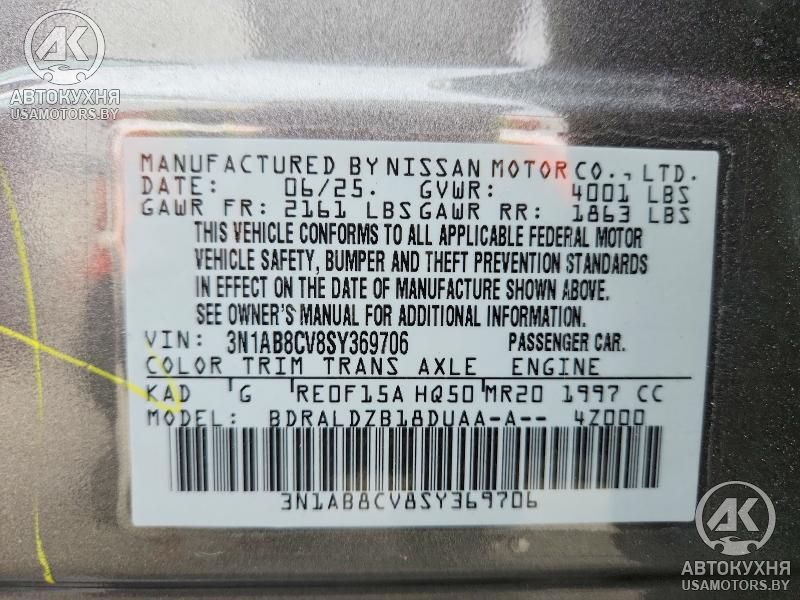 AK
АВТОКУХНЯ
USAMOTORS.BY
MANUFACTURED BY NISSAN MOTOR CO., LTD.
DATE: 06/25. GVWR: 4001 LBS
GAWR FR: 2161 LBS GAWR RR: 1863 LBS
THIS VEHICLE CONFORMS TO ALL APPLICABLE FEDERAL MOTOR
VEHICLE SAFETY, BUMPER AND THEFT PREVENTION STANDARDS
IN EFFECT ON THE DATE OF MANUFACTURE SHOWN ABOVE.
SEE OWNER'S MANUAL FOR ADDITIONAL INFORMATION.
VIN: 3N1AB8CV8SY369706 PASSENGER CAR.
COLOR TRIM TRANS AXLE ENGINE
KAD G RE0F15A HQ50 MR20 1997 CC
MODEL: BDRALDZB18DUAA-A-- 4Z000
3N1AB8CV8SY369706
AK
АВТОКУХНЯ
USAMOTORS.BY